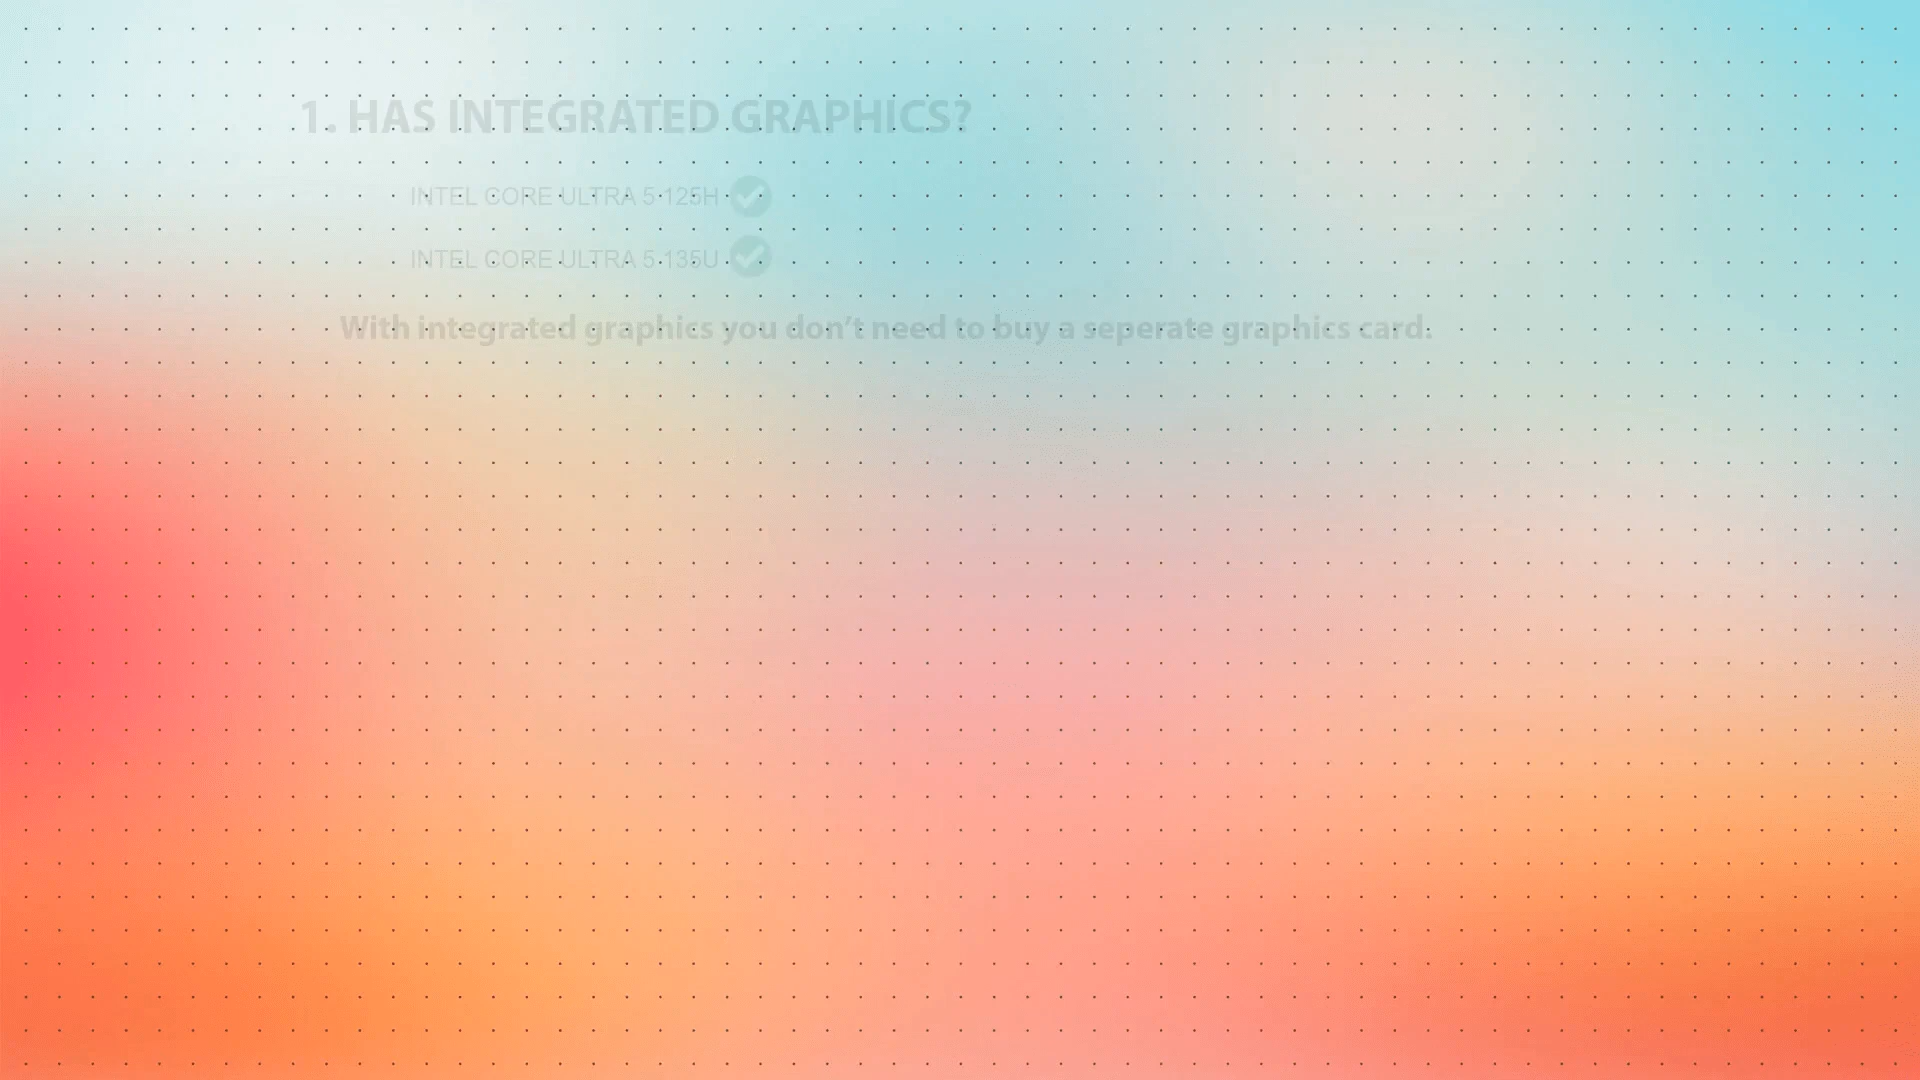 1. HAS INTEGRATED GRAPHICS?
INTEL CORE ULTRA 5 125H
INTEL CORE ULTRA 5 135U
With integrated graphics you don’t need to buy a seperate graphics card.